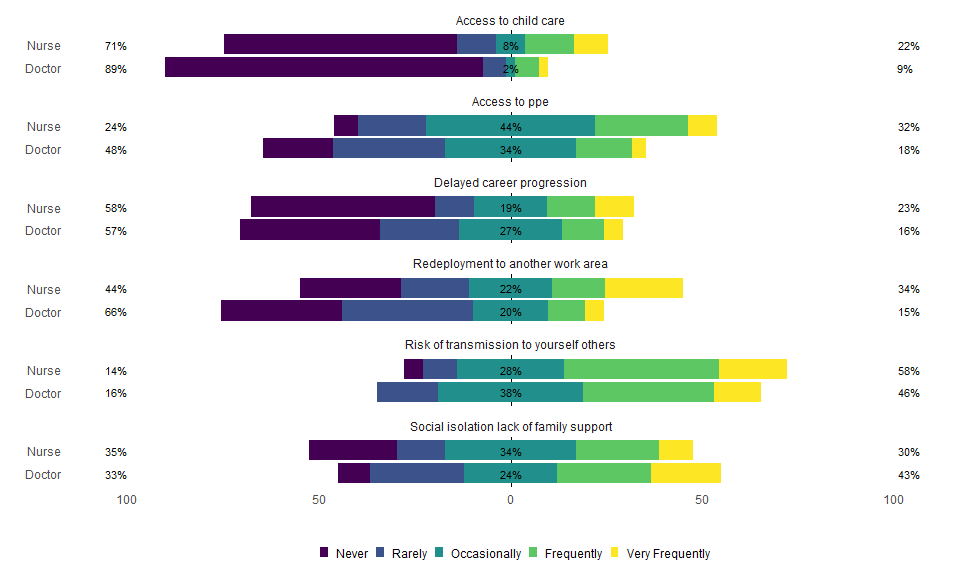 Access to child care
Nurse 71% 8% 22%
Doctor 89% 2% 9%
Access to ppe
Nurse 24% 44% 32%
Doctor 48% 34% 18%
Delayed career progression
Nurse 58% 19% 23%
Doctor 57% 27% 16%
Redeployment to another work area
Nurse 44% 22% 34%
Doctor 66% 20% 15%
Risk of transmission to yourself others
Nurse 14% 28% 58%
Doctor 16% 38% 46%
Social isolation lack of family support
Nurse 35% 34% 30%
Doctor 33% 24% 43%
100 50 0 50 100
Never Rarely Occasionally Frequently Very Frequently